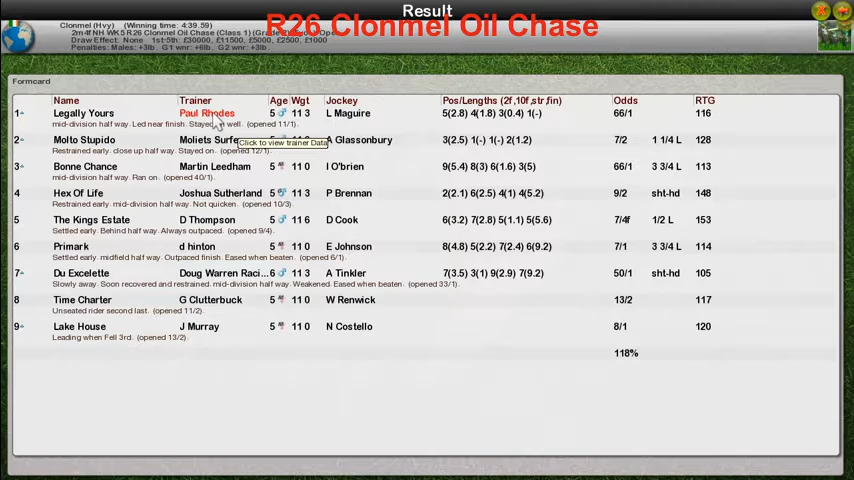 Result
R26 Clonmel Oil Chase
Clonmel (Hvy) (Winning time: 4:39.59)
2m4f NH WK5 R26 Clonmel Oil Chase (Class 1) (Grade
Draw Effect: None 1st-5th: £30000, £11500, £5000, £2500, £1000
Penalties: Males: +3lb, G1 wnr: +6lb, G2 wnr: +3lb
Formcard
Name Trainer Age Wgt Jockey Pos/Lengths (2f,10f,str,fin) Odds RTG
1 Legally Yours Paul Rhodes 5 11 3 L Maguire 5(2.8) 4(1.8) 3(0.4) 1(-) 66/1 116
mid-division half way. Led near finish. Stayed well. (opened 11/1).
2 Molto Stupido Moliets Surfe A Glassonbury 3(2.5) 1(-) 1(-) 2(1.2) 7/2 1 1/4 L 128
Restrained early. close up half way. Stayed on. (opened 12/1).
Click to view trainer Data
3 Bonne Chance Martin Leedham 5 11 0 I O'brien 9(5.4) 8(3) 6(1.6) 3(5) 66/1 sht-hd 113
mid-division half way. Ran on. (opened 40/1).
4 Hex Of Life Joshua Sutherland 5 11 3 P Brennan 2(2.1) 6(2.5) 4(1) 4(5.2) 9/2 sht-hd 148
Restrained early. mid-division half way. Not quicken. (opened 10/3).
5 The Kings Estate D Thompson 5 11 6 D Cook 6(3.2) 7(2.8) 5(1.1) 5(5.6) 7/4f 1/2 L 153
Settled early. Behind half way. Always outpaced. (opened 9/4).
6 Primark d hinton 5 11 0 E Johnson 8(4.8) 5(2.2) 7(2.4) 6(9.2) 7/1 3 3/4 L 114
Settled early. midfield half way. Outpaced finish. Eased when beaten. (opened 6/1).
7 Du Excelette Doug Warren Raci... 6 11 3 A Tinkler 7(3.5) 3(1) 9(2.9) 7(9.2) 50/1 sht-hd 105
Slowly away. Soon recovered and restrained. mid-division half way. Weakened. Eased when beaten. (opened 33/1).
8 Time Charter G Clutterbuck 5 11 0 W Renwick 13/2 117
Unseated rider second last. (opened 11/2).
9 Lake House J Murray 5 11 0 N Costello 8/1 120
Leading when Fell 3rd. (opened 13/2).
118%